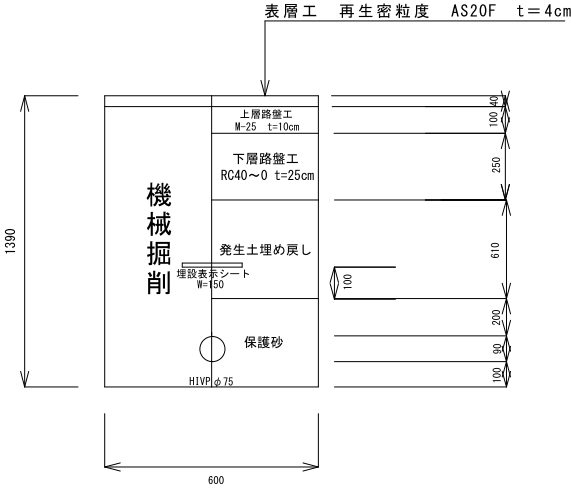 表層工　再生密粒度　AS20F　t＝4cm
40
上層路盤工
M-25　t=10cm
100
下層路盤工
RC40～0 t=25cm
250
機械掘削
1390
発生土埋め戻し
610
埋設表示シート
W=150
100
200
保護砂
90
HIVPφ75
100
600